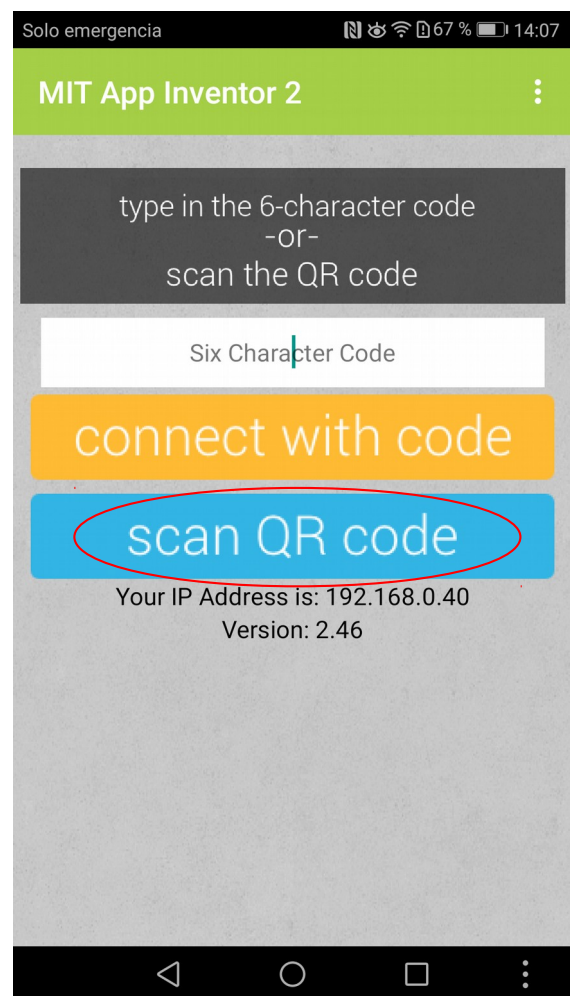 Solo emergencia 67 % 14:07
MIT App Inventor 2
type in the 6-character code
-or-
scan the QR code
Six Character Code
connect with code
scan QR code
Your IP Address is: 192.168.0.40
Version: 2.46